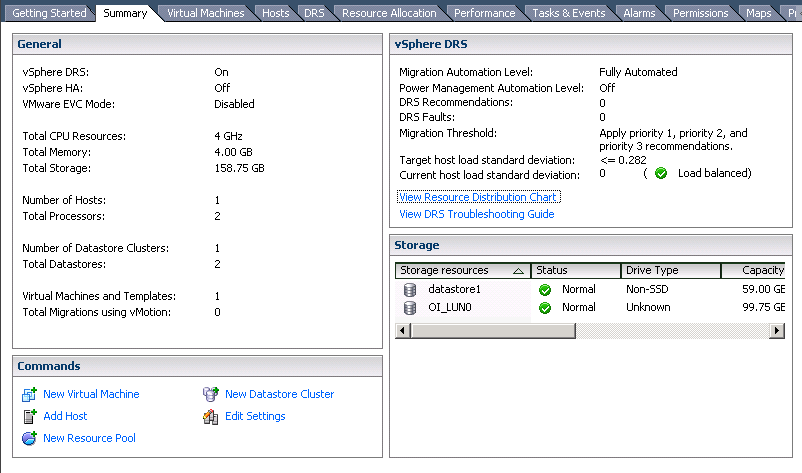 Getting Started Summary Virtual Machines Hosts DRS Resource Allocation Performance Tasks & Events Alarms Permissions Maps
General
vSphere DRS: On
vSphere HA: Off
VMware EVC Mode: Disabled
Total CPU Resources: 4 GHz
Total Memory: 4.00 GB
Total Storage: 158.75 GB
Number of Hosts: 1
Total Processors: 2
Number of Datastore Clusters: 1
Total Datastores: 2
Virtual Machines and Templates: 1
Total Migrations using vMotion: 0
Commands
New Virtual Machine New Datastore Cluster
Add Host Edit Settings
New Resource Pool
vSphere DRS
Migration Automation Level: Fully Automated
Power Management Automation Level: Off
DRS Recommendations: 0
DRS Faults: 0
Migration Threshold: Apply priority 1, priority 2, and
priority 3 recommendations.
Target host load standard deviation: <= 0.282
Current host load standard deviation: 0 ( Load balanced)
View Resource Distribution Chart
View DRS Troubleshooting Guide
Storage
Storage resources Status Drive Type Capacity
datastore1 Normal Non-SSD 59.00 GB
OI_LUN0 Normal Unknown 99.75 GB